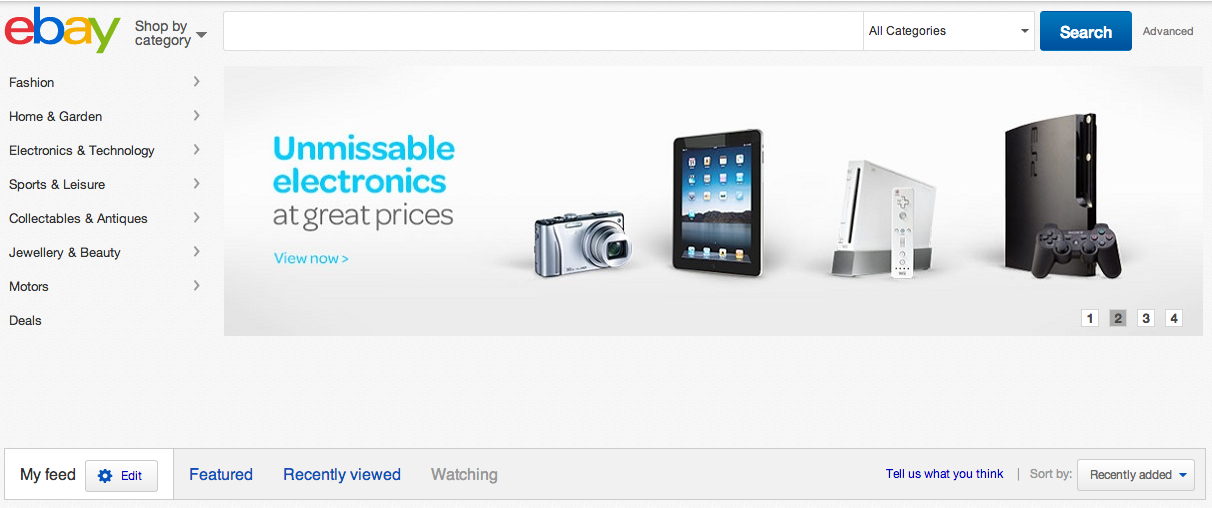 ebay
Shop by
category
All Categories
Search
Advanced
Fashion
Home & Garden
Electronics & Technology
Sports & Leisure
Collectables & Antiques
Jewellery & Beauty
Motors
Deals
Unmissable
electronics
at great prices
View now >
Wii
1 2 3 4
My feed Edit Featured Recently viewed Watching Tell us what you think | Sort by: Recently added